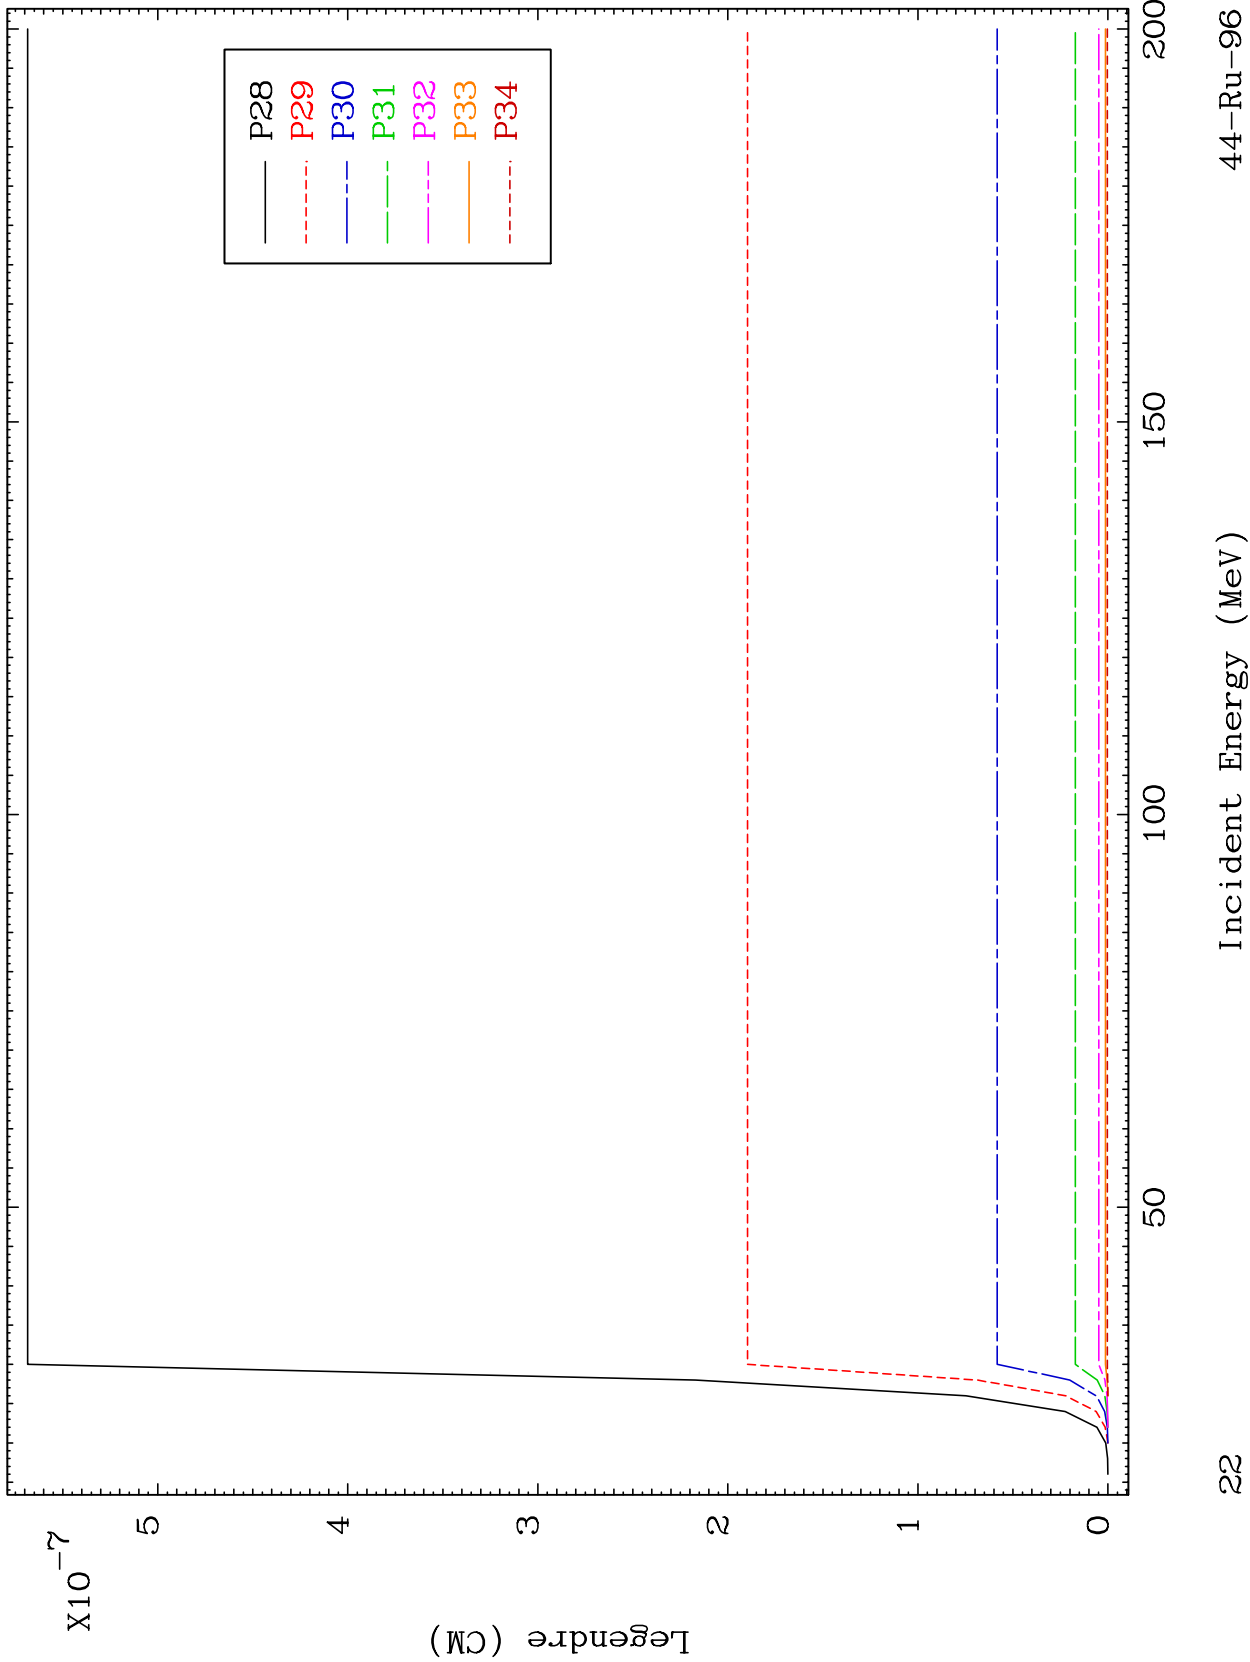 X10-7
5
4
3
2
1
0
Legendre (CM)
P28
P29
P30
P31
P32
P33
P34
50
100
150
200
Incident Energy (MeV)
22
44-Ru-96